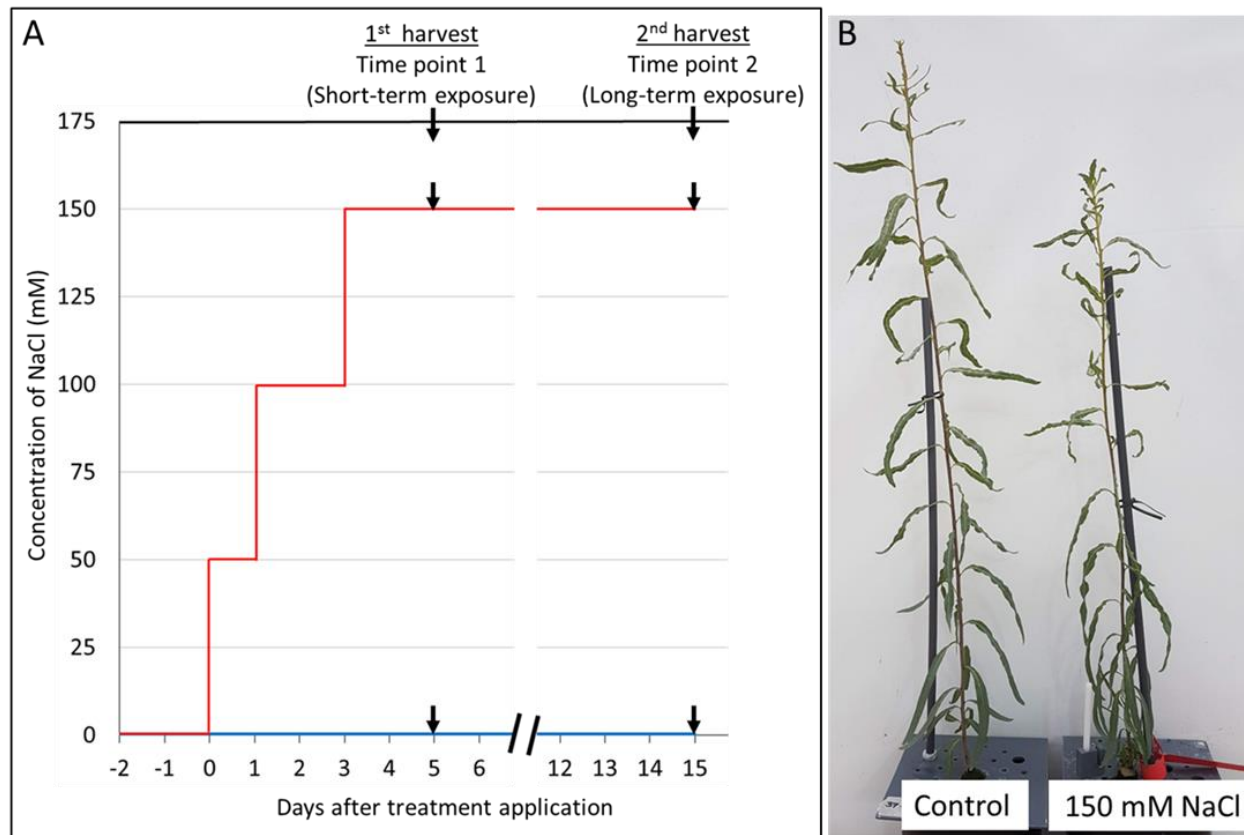 A
1st harvest
Time point 1
(Short-term exposure)
2nd harvest
Time point 2
(Long-term exposure)
Concentration of NaCl (mM)
175
150
125
100
75
50
25
0
-2 -1 0 1 2 3 4 5 6 12 13 14 15
Days after treatment application
B
Control
150 mM NaCl